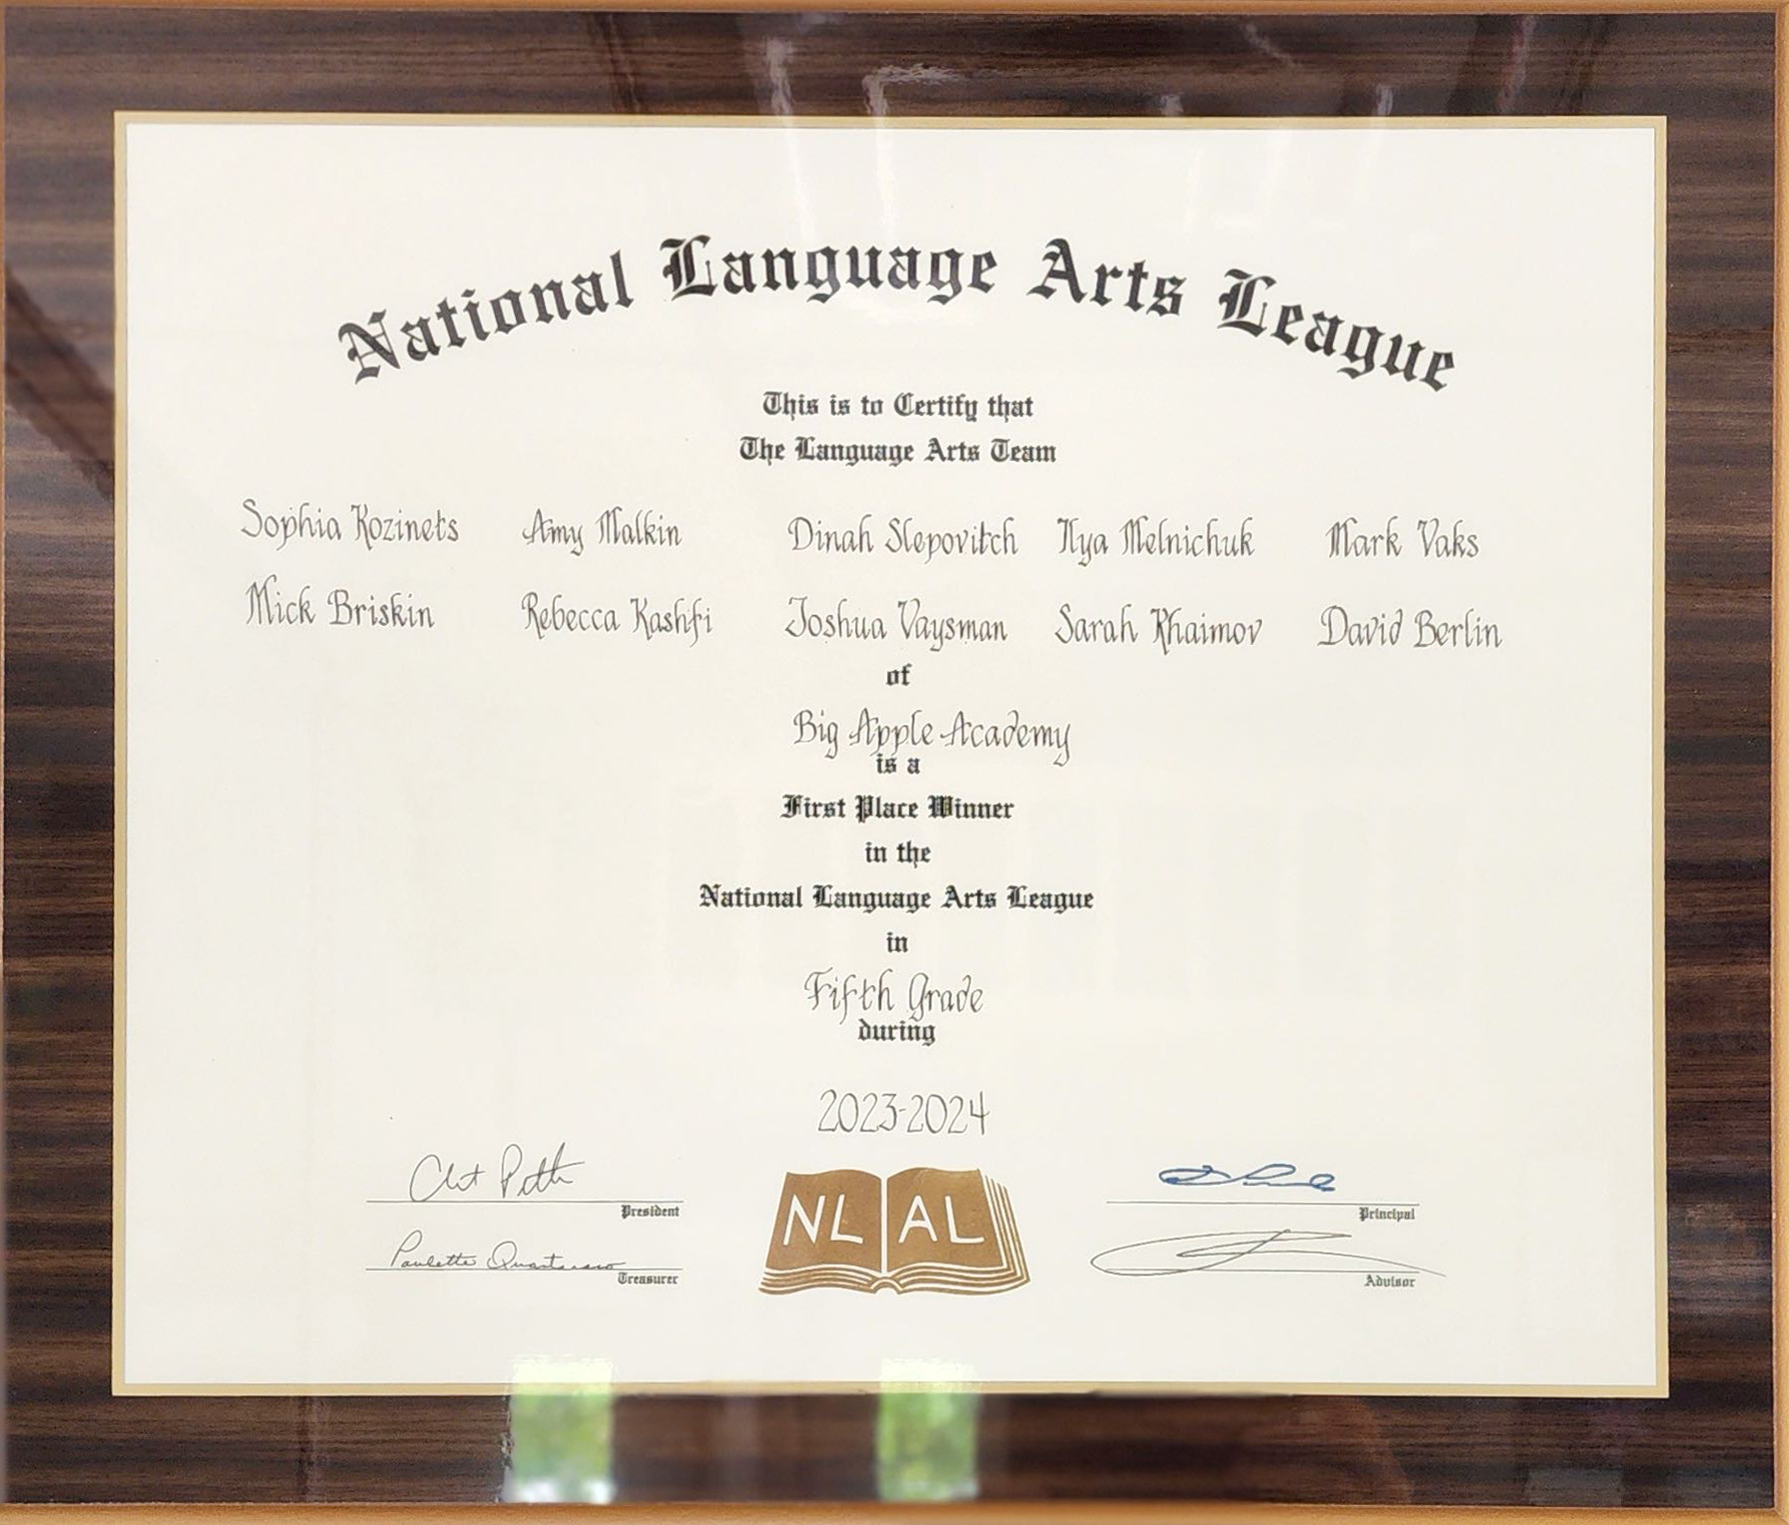 National Language Arts League
This is to Certify that
The Language Arts Team
Sophia Kozinets Amy Malkin Dinah Slepovitch Ilya Melnichuk Mark Vaks
Mick Briskin Rebecca Kashfi Joshua Vaysman Sarah Khaimov David Berlin
of
Big Apple Academy
is a
First Place Winner
in the
National Language Arts League
in
Fifth Grade
during
2023-2024
President
Principal
Paulette Quartararo
Treasurer
Advisor
NL AL